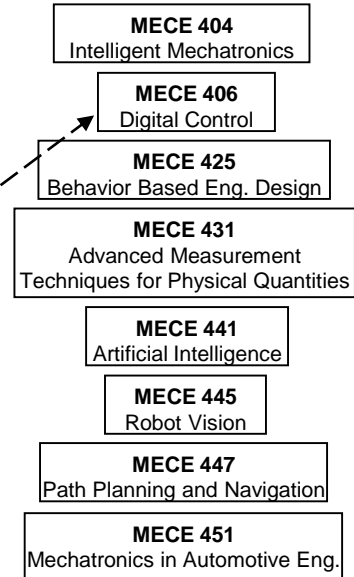 MECE 404
Intelligent Mechatronics
MECE 406
Digital Control
MECE 425
Behavior Based Eng. Design
MECE 431
Advanced Measurement
Techniques for Physical Quantities
MECE 441
Artificial Intelligence
MECE 445
Robot Vision
MECE 447
Path Planning and Navigation
MECE 451
Mechatronics in Automotive Eng.